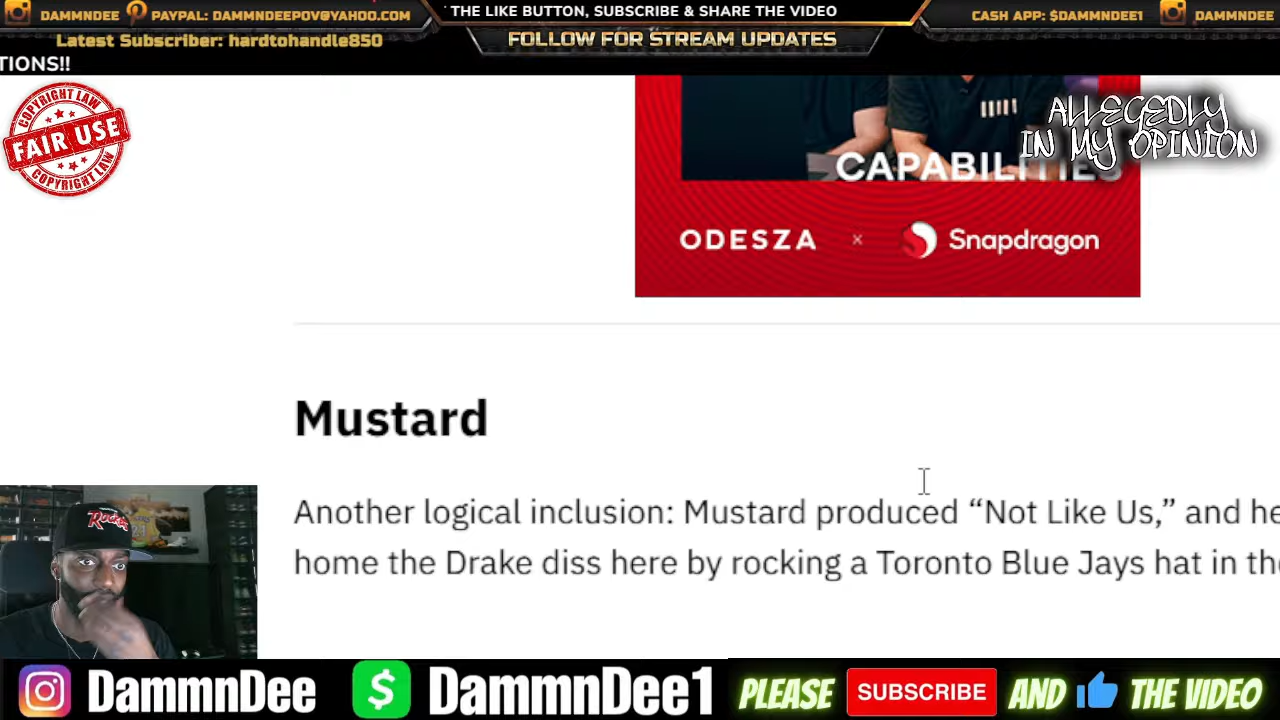 DAMMNDEE PAYPAL: DAMMNDEEPOV@YAHOO.COM THE LIKE BUTTON, SUBSCRIBE & SHARE THE VIDEO CASH APP: $DAMMNDEE1 DAMMNDEE
Latest Subscriber: hardtohandle850 FOLLOW FOR STREAM UPDATES
TIONS!!
COPYRIGHT LAW
FAIR USE
COPYRIGHT LAW
ALLEGEDLY
IN MY OPINION
CAPABILITIES
ODESZA × Snapdragon
Mustard
Another logical inclusion: Mustard produced “Not Like Us,” and he
home the Drake diss here by rocking a Toronto Blue Jays hat in the
DammnDee $ DammnDee1 PLEASE SUBSCRIBE AND THE VIDEO